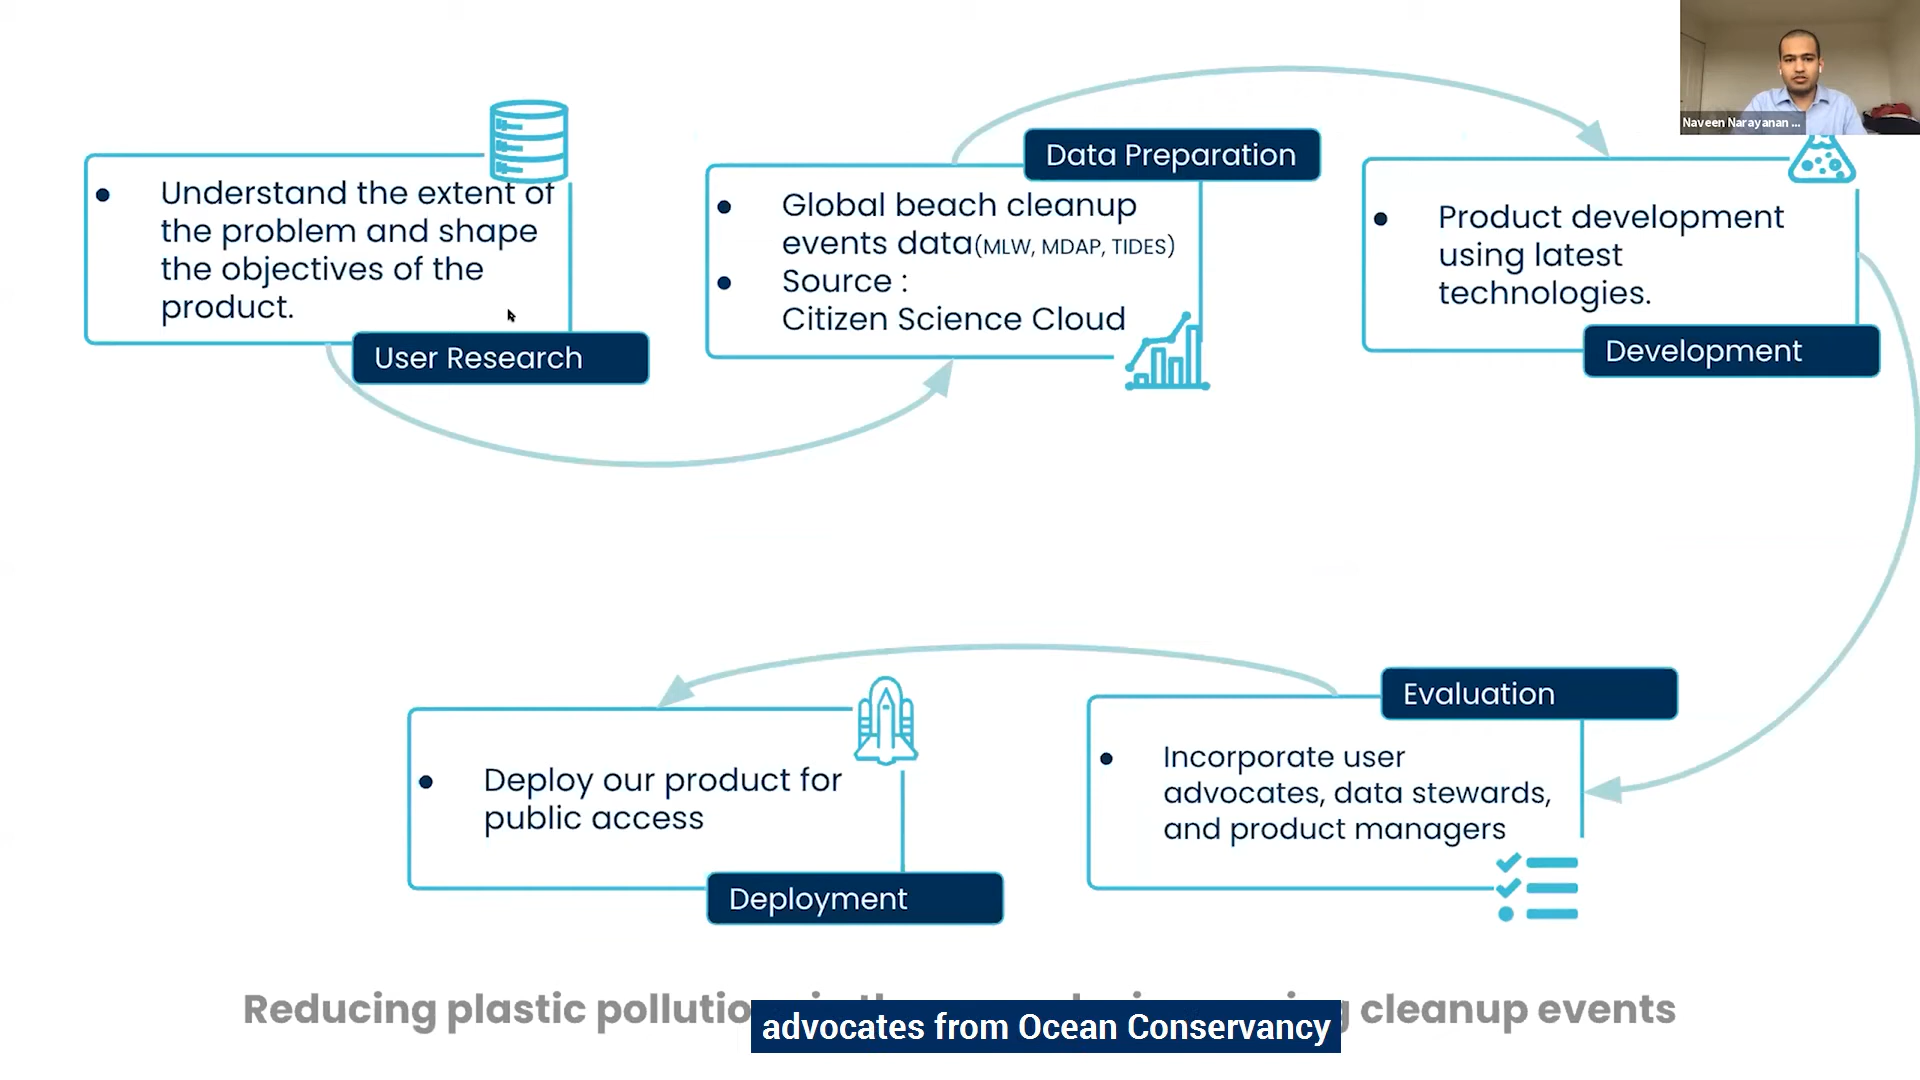 Naveen Narayanan ...
Understand the extent of
the problem and shape
the objectives of the
product.
User Research
Data Preparation
Global beach cleanup
events data(MLW, MDAP, TIDES)
Source :
Citizen Science Cloud
Product development
using latest
technologies.
Development
Evaluation
Incorporate user
advocates, data stewards,
and product managers
Deploy our product for
public access
Deployment
Reducing plastic cleanup events
advocates from Ocean Conservancy